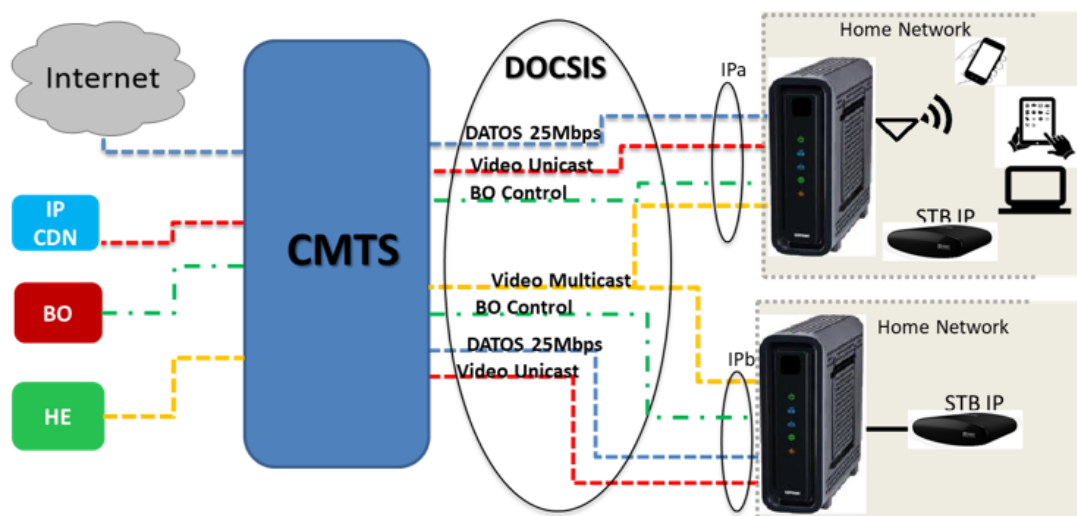 Internet
IP
CDN
BO
HE
CMTS
DOCSIS
DATOS 25Mbps
Video Unicast
BO Control
Video Multicast
BO Control
DATOS 25Mbps
Video Unicast
IPa
Home Network
STB IP
IPb
Home Network
STB IP